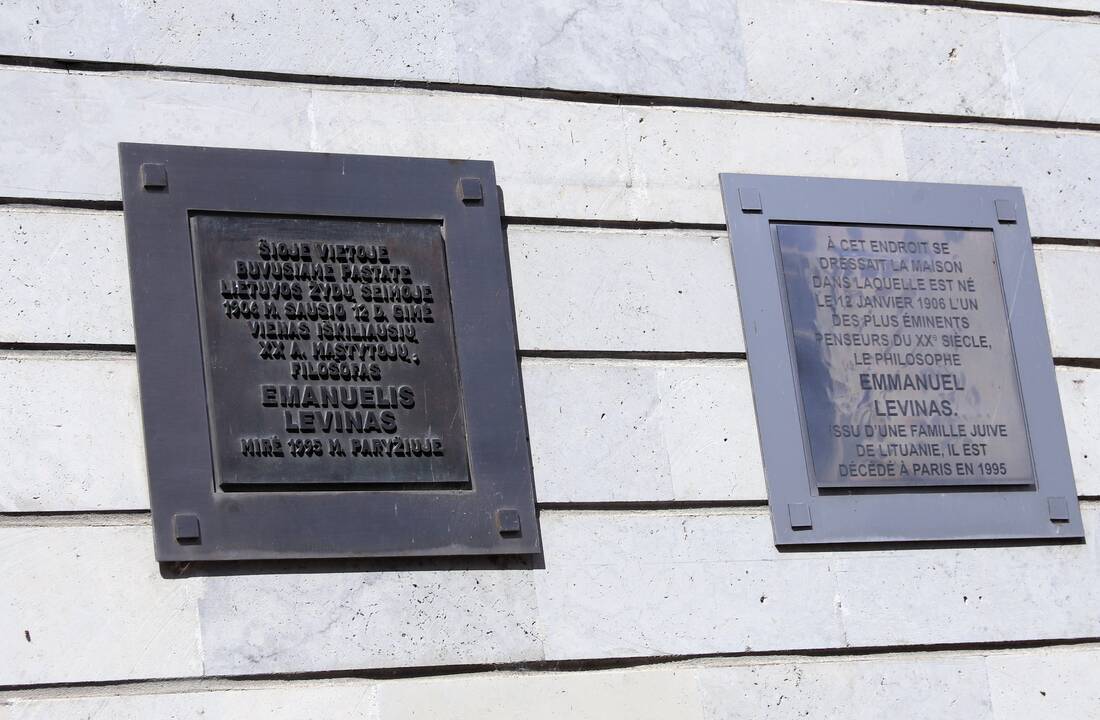 ŠIOJE VIETOJE
BUVUSIAME PASTATE
LIETUVOS ŽYDŲ ŠEIMOJE
1906 M. SAUSIO 12 D. GIMĖ
VIENAS IŠKILIAUSIŲ
XX A. MĄSTYTOJŲ,
FILOSOFAS
EMANUELIS
LEVINAS
MIRĖ 1995 M. PARYŽIUJE
À CET ENDROIT SE
DRESSAIT LA MAISON
DANS LAQUELLE EST NÉ
LE 12 JANVIER 1906 L'UN
DES PLUS ÉMINENTS
PENSEURS DU XXᵉ SIÈCLE,
LE PHILOSOPHE
EMMANUEL
LEVINAS.
ISSU D'UNE FAMILLE JUIVE
DE LITUANIE, IL EST
DÉCÉDÉ À PARIS EN 1995